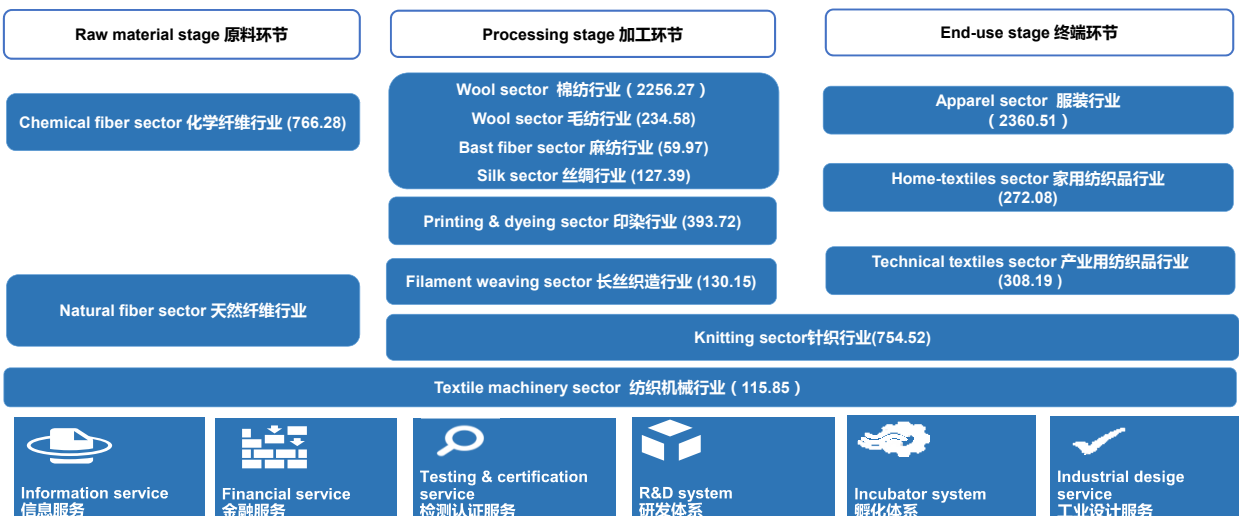 Raw material stage 原料环节
Processing stage 加工环节
End-use stage 终端环节
Chemical fiber sector 化学纤维行业 (766.28)
Natural fiber sector 天然纤维行业
Wool sector 棉纺行业（2256.27）
Wool sector 毛纺行业 (234.58)
Bast fiber sector 麻纺行业 (59.97)
Silk sector 丝绸行业 (127.39)
Printing & dyeing sector 印染行业 (393.72)
Filament weaving sector 长丝织造行业 (130.15)
Apparel sector 服装行业
（2360.51）
Home-textiles sector 家用纺织品行业
(272.08)
Technical textiles sector 产业用纺织品行业
(308.19 )
Knitting sector针织行业(754.52)
Textile machinery sector 纺织机械行业（115.85）
Information service
信息服务
Financial service
金融服务
Testing & certification
service
检测认证服务
R&D system
研发体系
Incubator system
孵化体系
Industrial desige
service
工业设计服务